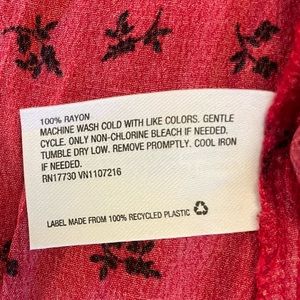 100% RAYON
MACHINE WASH COLD WITH LIKE COLORS. GENTLE
CYCLE. ONLY NON-CHLORINE BLEACH IF NEEDED.
TUMBLE DRY LOW. REMOVE PROMPTLY. COOL IRON
IF NEEDED.
RN17730 VN1107216
LABEL MADE FROM 100% RECYCLED PLASTIC